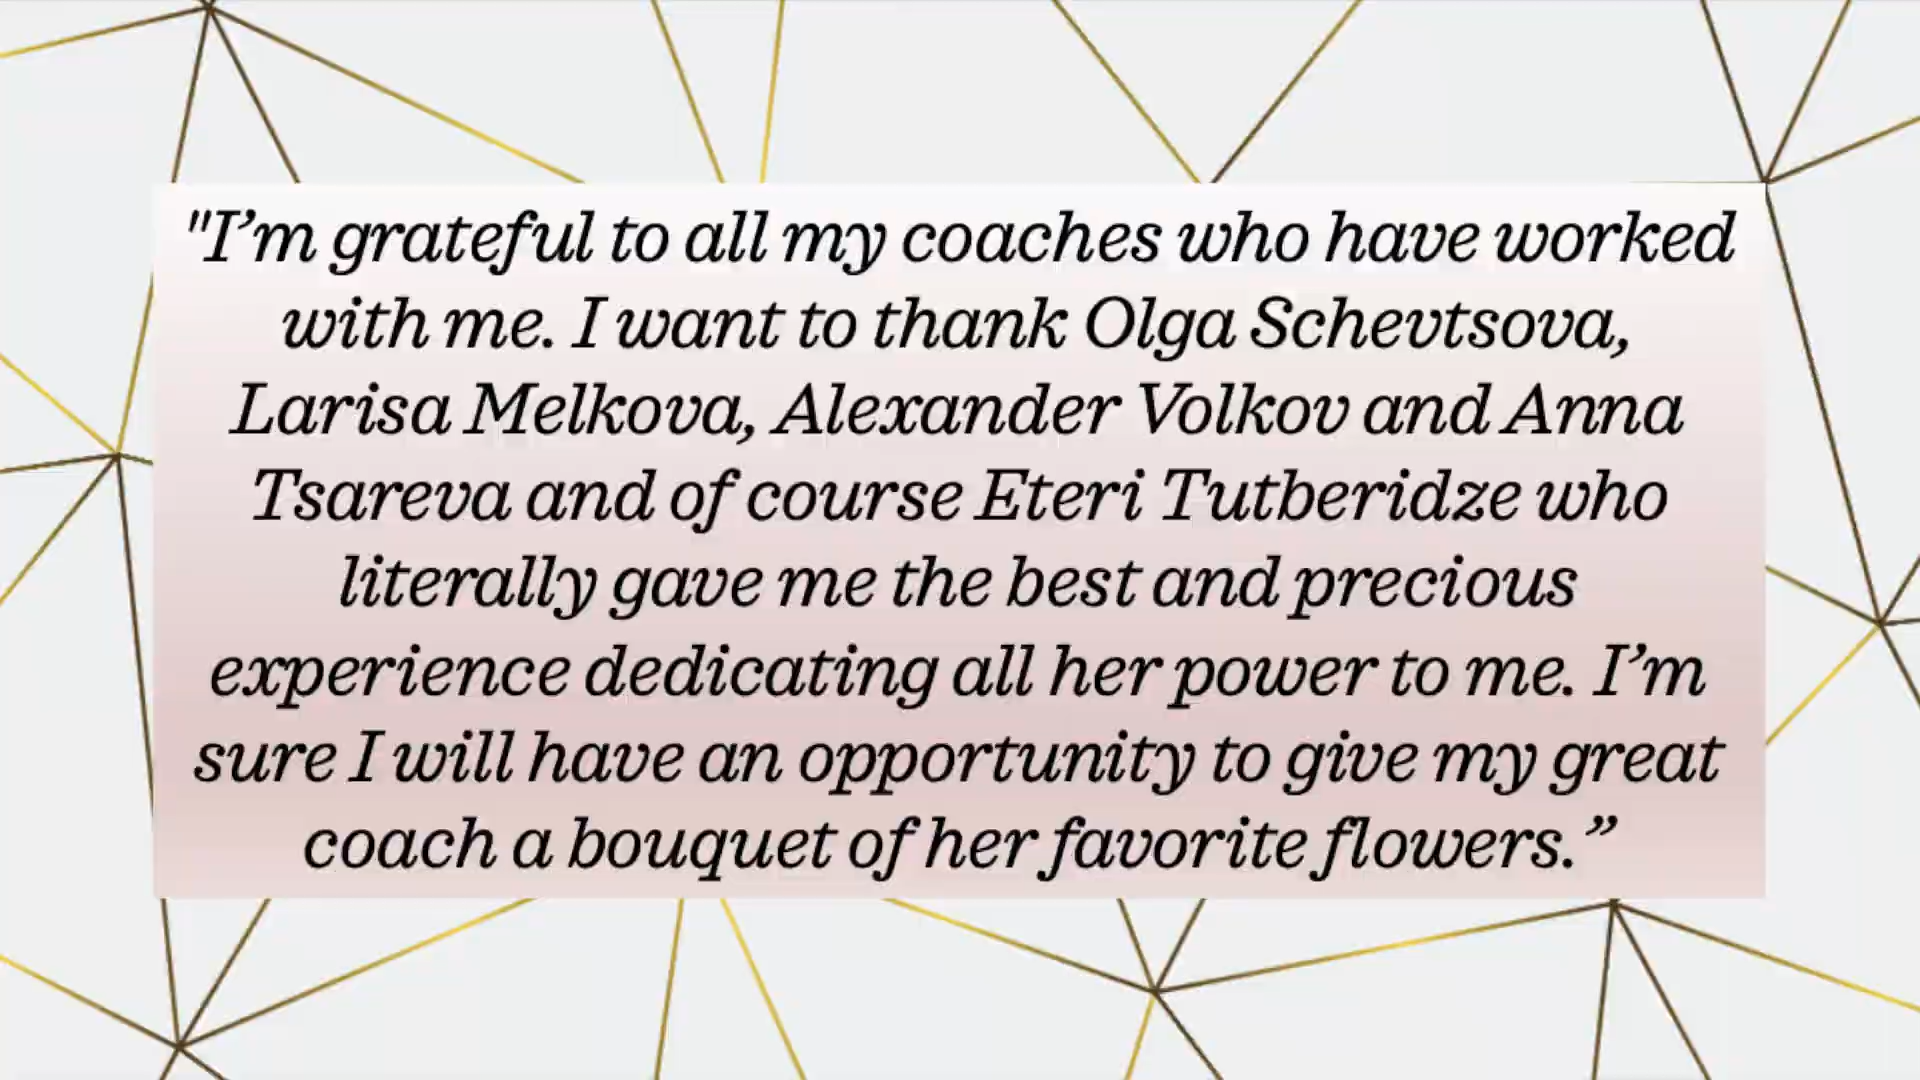 "I’m grateful to all my coaches who have worked
with me. I want to thank Olga Schevtsova,
Larisa Melkova, Alexander Volkov and Anna
Tsareva and of course Eteri Tutberidze who
literally gave me the best and precious
experience dedicating all her power to me. I’m
sure I will have an opportunity to give my great
coach a bouquet of her favorite flowers.”